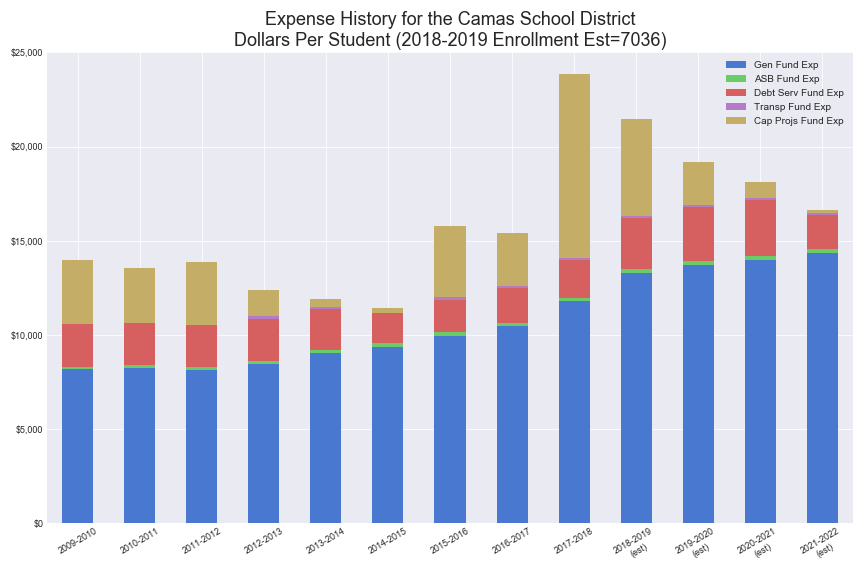 Expense History for the Camas School District
Dollars Per Student (2018-2019 Enrollment Est=7036)
$25,000
$20,000
$15,000
$10,000
$5,000
$0
Gen Fund Exp
ASB Fund Exp
Debt Serv Fund Exp
Transp Fund Exp
Cap Projs Fund Exp
2009-2010
2010-2011
2011-2012
2012-2013
2013-2014
2014-2015
2015-2016
2016-2017
2017-2018
2018-2019
(est)
2019-2020
(est)
2020-2021
(est)
2021-2022
(est)